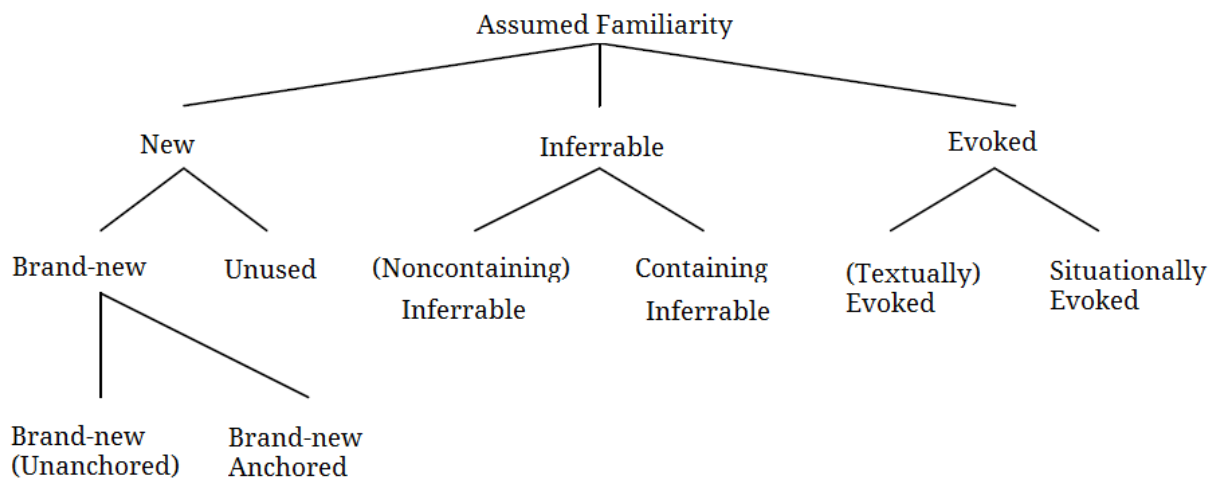 Assumed Familiarity
New
Inferrable
Evoked
Brand-new
Unused
(Noncontaining)
Inferrable
Containing
Inferrable
(Textually)
Evoked
Situationally
Evoked
Brand-new
(Unanchored)
Brand-new
Anchored